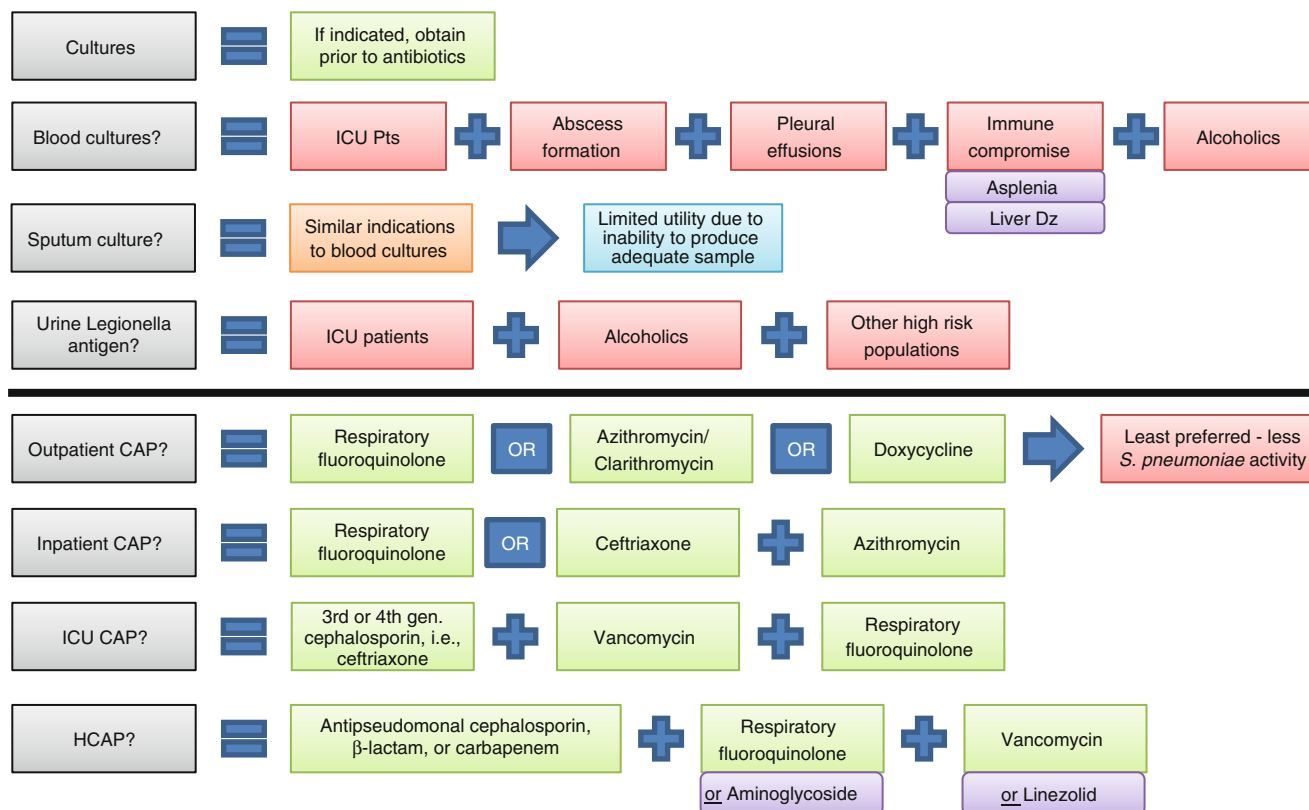 Cultures
If indicated, obtain
prior to antibiotics
Blood cultures?
ICU Pts
Abscess
formation
Pleural
effusions
Immune
compromise
Asplenia
Liver Dz
Alcoholics
Sputum culture?
Similar indications
to blood cultures
Limited utility due to
inability to produce
adequate sample
Urine Legionella
antigen?
ICU patients
Alcoholics
Other high risk
populations
Outpatient CAP?
Respiratory
fluoroquinolone
OR
Azithromycin/
Clarithromycin
OR
Doxycycline
Least preferred - less
S. pneumoniae activity
Inpatient CAP?
Respiratory
fluoroquinolone
OR
Ceftriaxone
Azithromycin
ICU CAP?
3rd or 4th gen.
cephalosporin, i.e.,
ceftriaxone
Vancomycin
Respiratory
fluoroquinolone
HCAP?
Antipseudomonal cephalosporin,
β-lactam, or carbapenem
Respiratory
fluoroquinolone
or Aminoglycoside
Vancomycin
or Linezolid